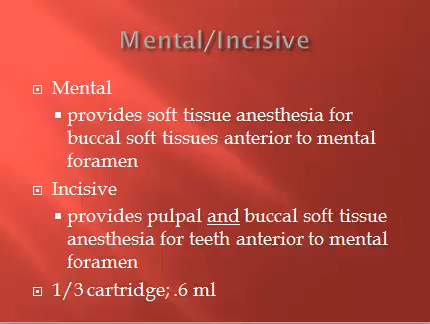 Mental/Incisive
Mental
provides soft tissue anesthesia for
buccal soft tissues anterior to mental
foramen
Incisive
provides pulpal and buccal soft tissue
anesthesia for teeth anterior to mental
foramen
1/3 cartridge; .6 ml